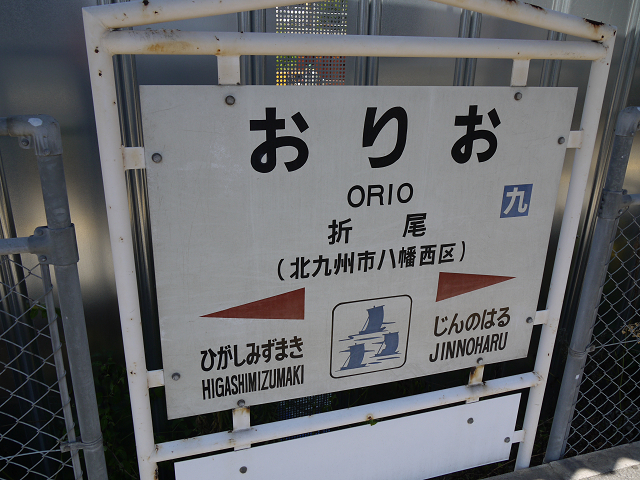 おりお
ORIO
九
折尾
（北九州市八幡西区）
ひがしみずまき
HIGASHIMIZUMAKI
じんのはる
JINNOHARU